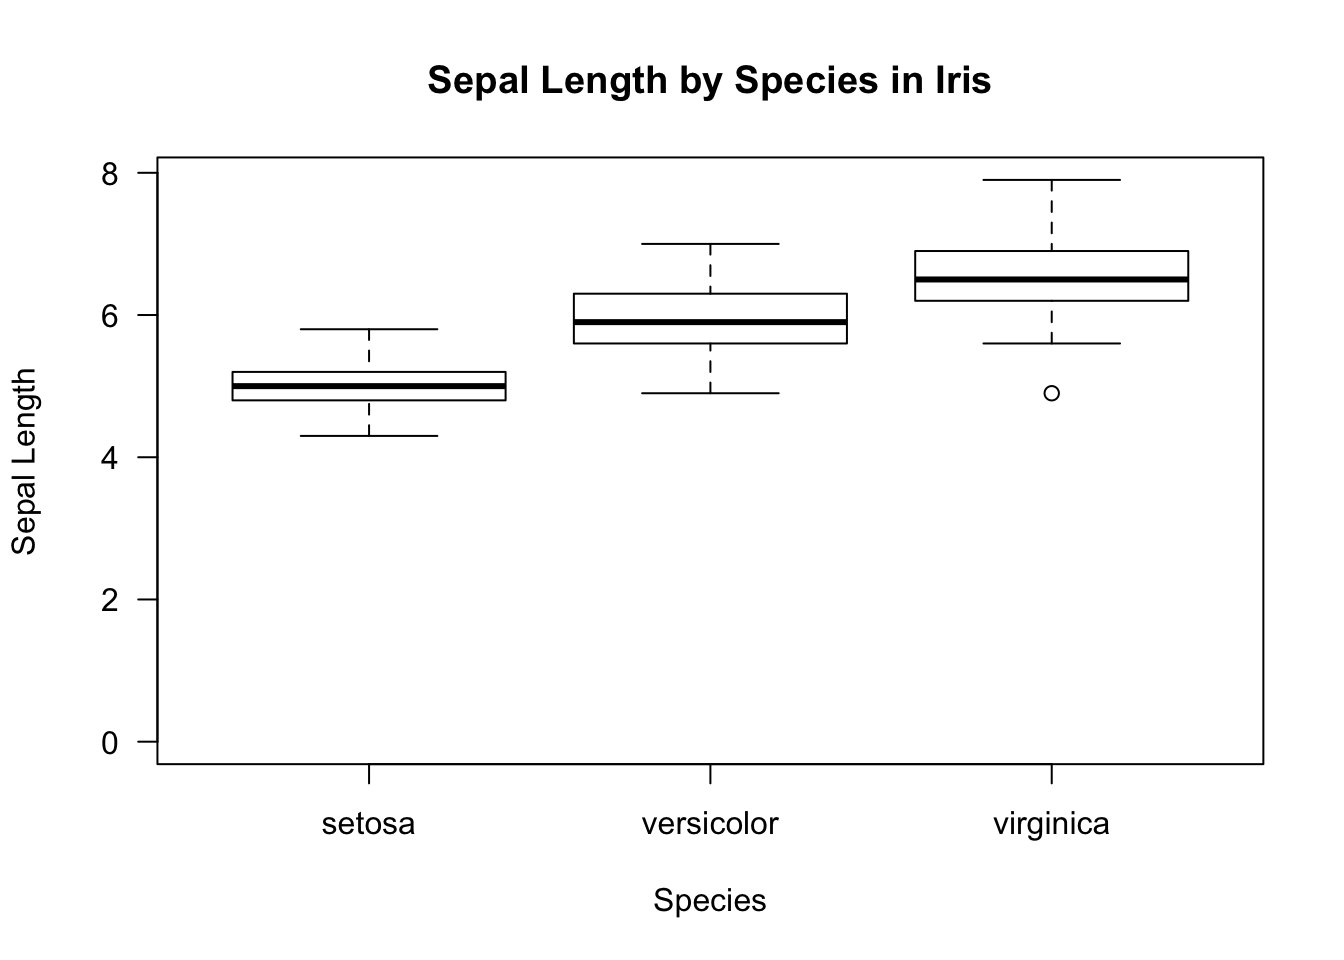 Sepal Length by Species in Iris
8
6
4
2
0
Sepal Length
setosa versicolor virginica
Species